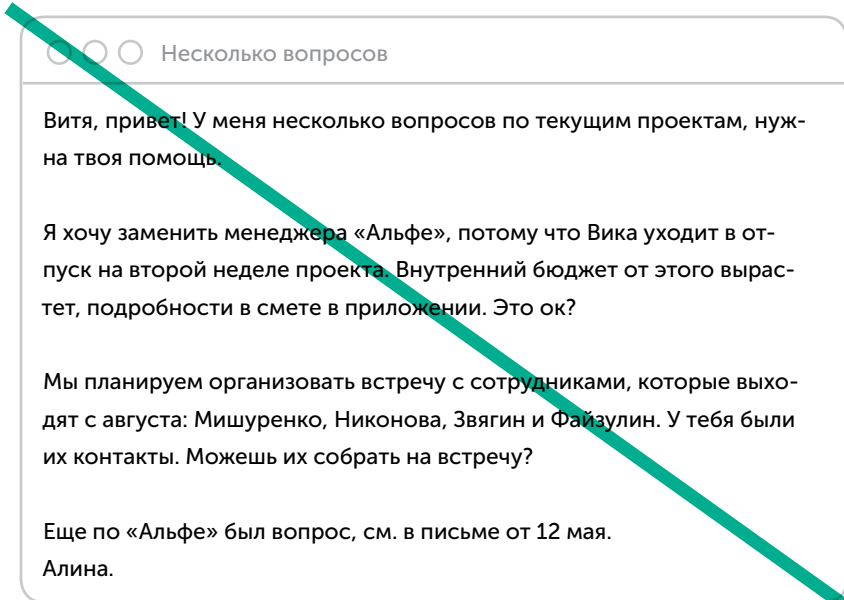 Несколько вопросов
Витя, привет! У меня несколько вопросов по текущим проектам, нуж-
на твоя помощь.
Я хочу заменить менеджера «Альфе», потому что Вика уходит в от-
пуск на второй неделе проекта. Внутренний бюджет от этого вырас-
тет, подробности в смете в приложении. Это ок?
Мы планируем организовать встречу с сотрудниками, которые выхо-
дят с августа: Мишуренко, Никонова, Звягин и Файзулин. У тебя были
их контакты. Можешь их собрать на встречу?
Еще по «Альфе» был вопрос, см. в письме от 12 мая.
Алина.